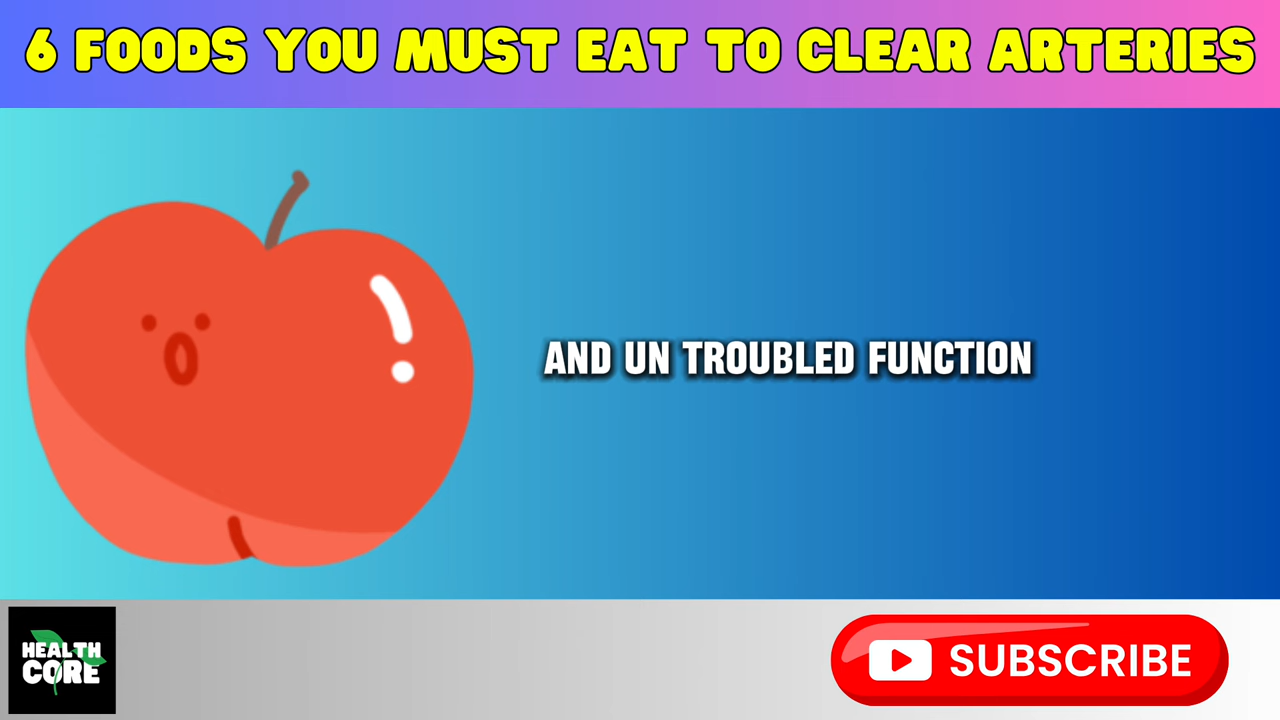 6 FOODS YOU MUST EAT TO CLEAR ARTERIES
AND UN TROUBLED FUNCTION
HEALTH
CORE
SUBSCRIBE